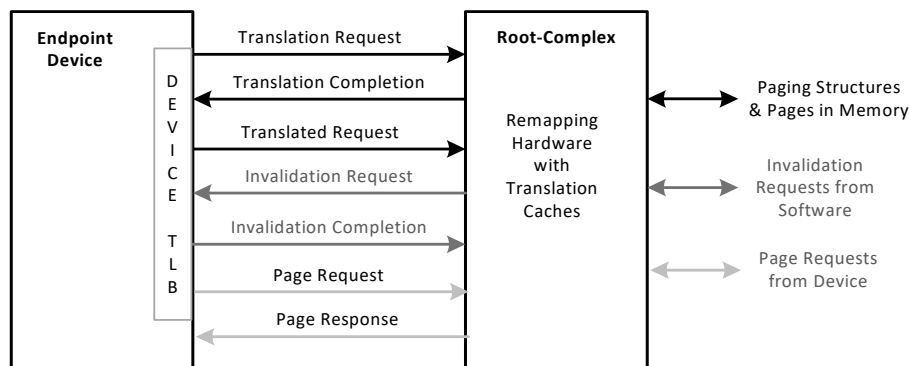 Endpoint
Device
D
E
V
I
C
E
T
L
B
Translation Request
Translation Completion
Translated Request
Invalidation Request
Invalidation Completion
Page Request
Page Response
Root-Complex
Remapping
Hardware
with
Translation
Caches
Paging Structures
& Pages in Memory
Invalidation
Requests from
Software
Page Requests
from Device